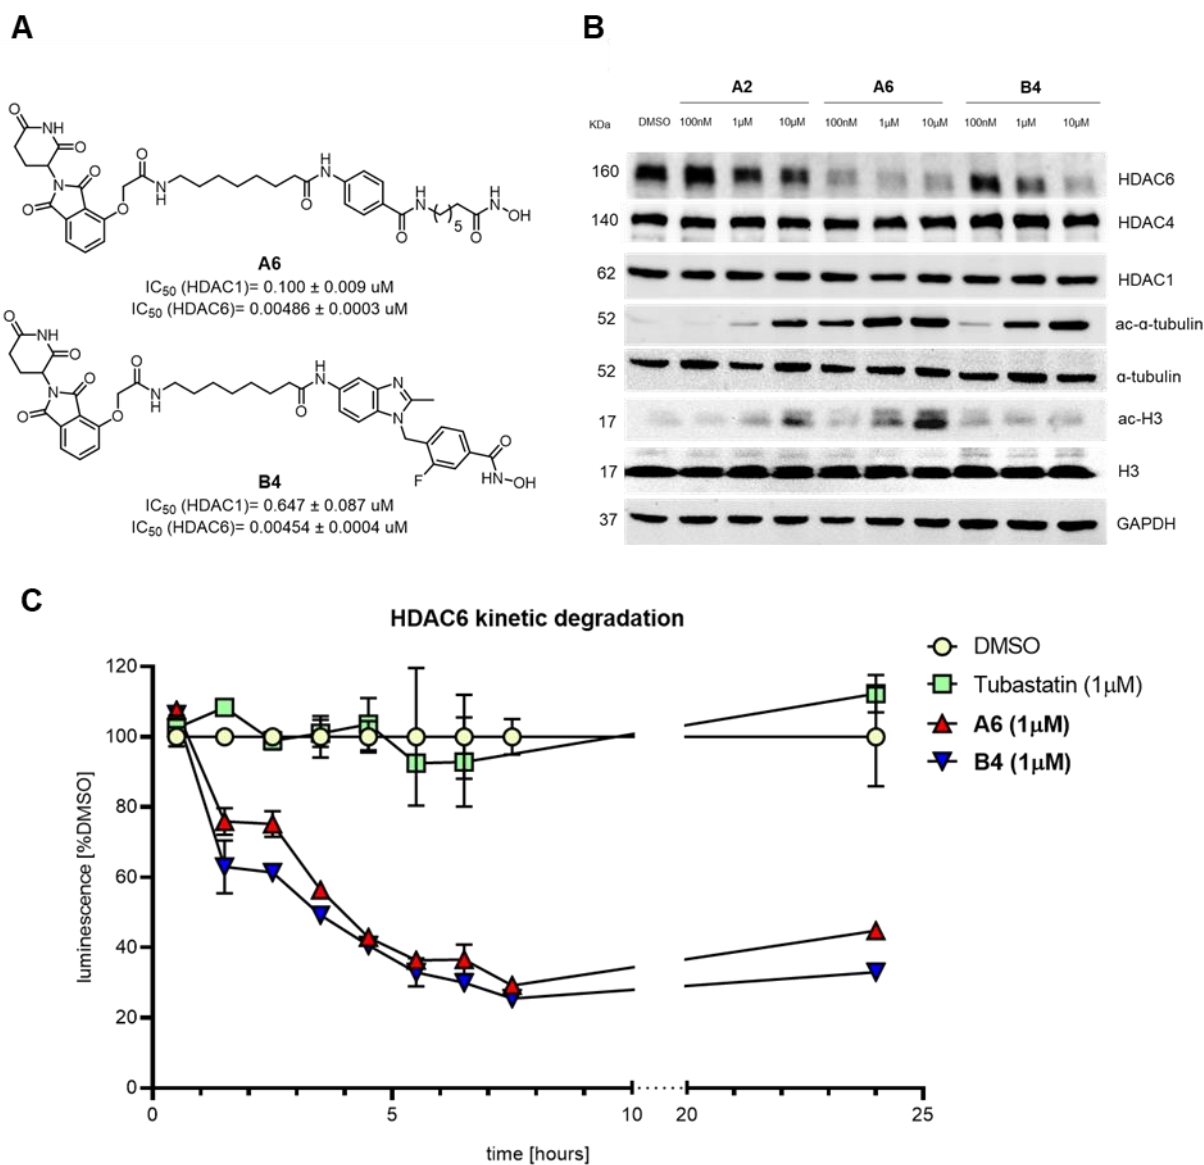 A
O
NH
O
N
O
O
O
O
N
H
H
N
O
H
N
O
5
O
H
N
OH
A6
IC50 (HDAC1)= 0.100 ± 0.009 uM
IC50 (HDAC6)= 0.00486 ± 0.0003 uM
O
NH
O
N
O
O
O
O
N
H
H
N
O
N
N
F
O
HN
OH
B4
IC50 (HDAC1)= 0.647 ± 0.087 uM
IC50 (HDAC6)= 0.00454 ± 0.0004 uM
B
A2 A6 B4
KDa DMSO 100nM 1µM 10µM 100nM 1µM 10µM 100nM 1µM 10µM
160 HDAC6
140 HDAC4
62 HDAC1
52 ac-α-tubulin
52 α-tubulin
17 ac-H3
17 H3
37 GAPDH
C
HDAC6 kinetic degradation
DMSO
Tubastatin (1µM)
A6 (1µM)
B4 (1µM)
luminescence [%DMSO]
120
100
80
60
40
20
0
0 5 10 20 25
time [hours]